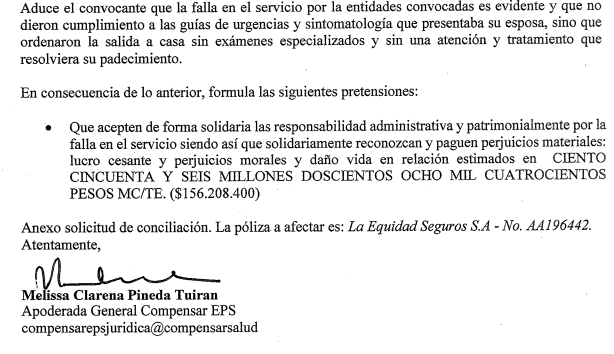 Aduce el convocante que la falla en el servicio por la entidades convocadas es evidente y que no
dieron cumplimiento a las guías de urgencias y sintomatología que presentaba su esposa, sino que
ordenaron la salida a casa sin exámenes especializados y sin una atención y tratamiento que
resolviera su padecimiento.
En consecuencia de lo anterior, formula las siguientes pretensiones:
• Que acepten de forma solidaria las responsabilidad administrativa y patrimonialmente por la
falla en el servicio siendo así que solidariamente reconozcan y paguen perjuicios materiales:
lucro cesante y perjuicios morales y daño vida en relación estimados en CIENTO
CINCUENTA Y SEIS MILLONES DOSCIENTOS OCHO MIL CUATROCIENTOS
PESOS MC/TE. ($156.208.400)
Anexo solicitud de conciliación. La póliza a afectar es: La Equidad Seguros S.A - No. AA196442.
Atentamente,
Melissa Clarena Pineda Tuiran
Apoderada General Compensar EPS
compensarepsjuridica@compensarsalud